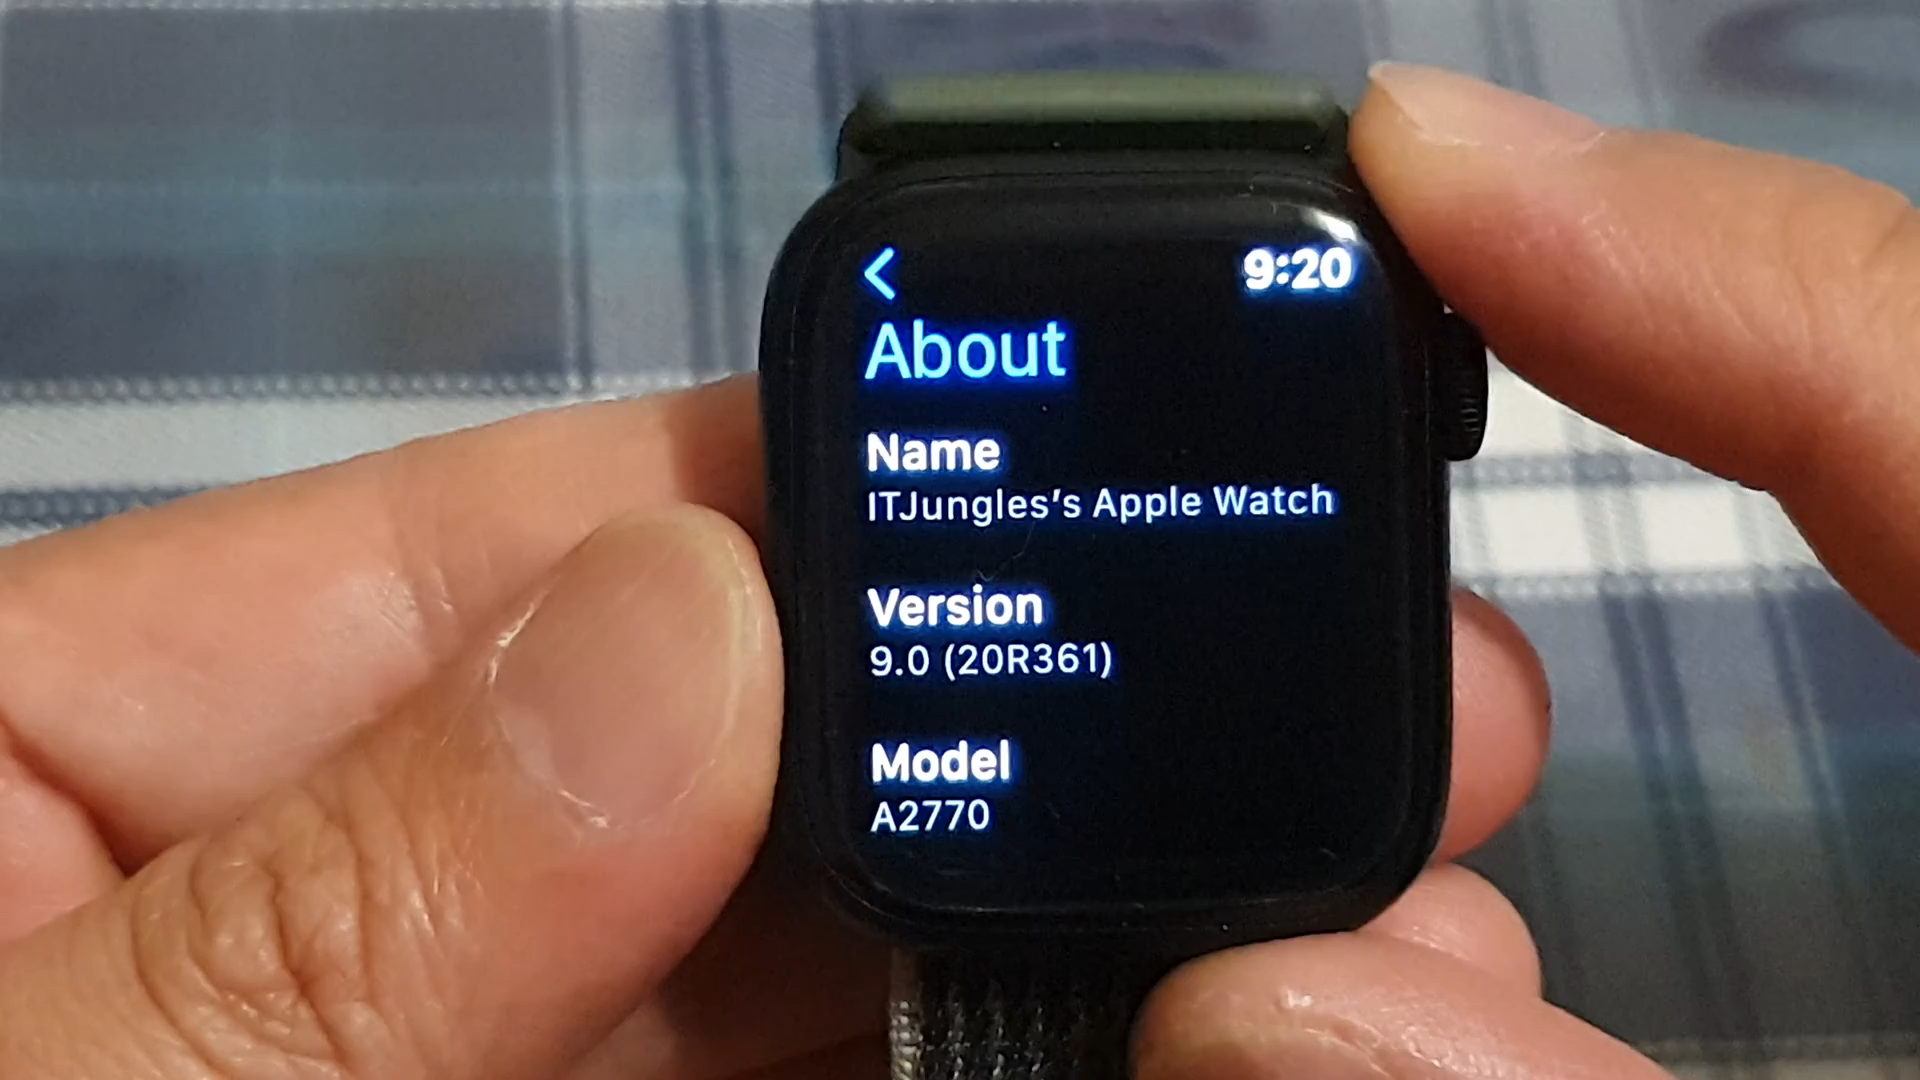 9:20
About
Name
ITJungles's Apple Watch
Version
9.0 (20R361)
Model
A2770